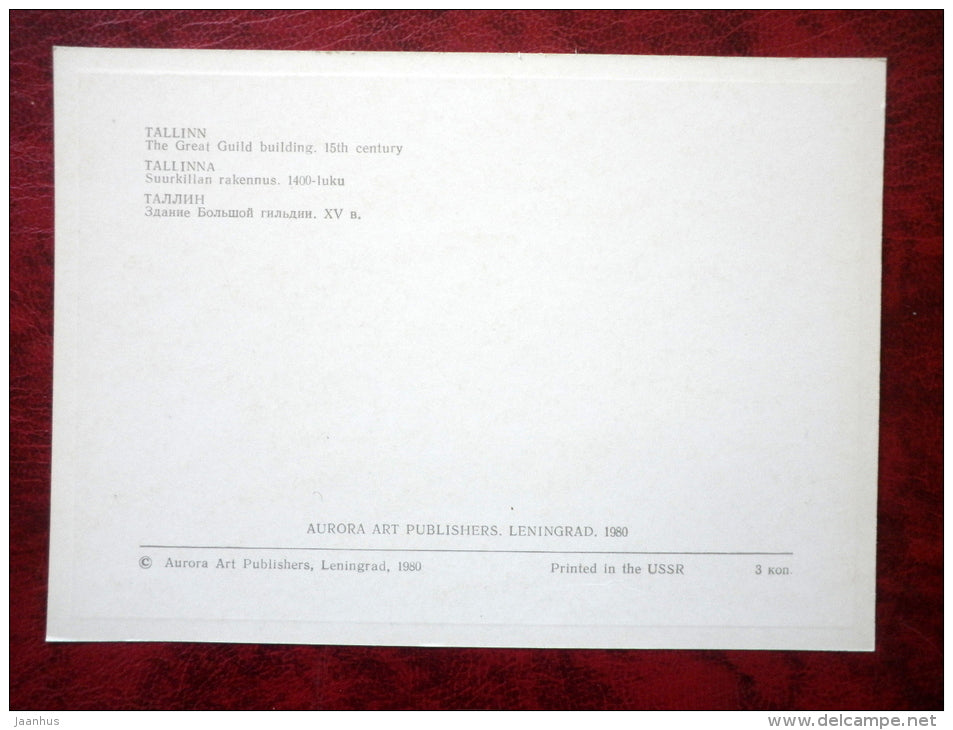 TALLINN
The Great Guild building. 15th century
TALLINNA
Suurkillan rakennus. 1400-luku
ТАЛЛИН
Здание Большой гильдии. XV в.
AURORA ART PUBLISHERS. LENINGRAD. 1980
© Aurora Art Publishers, Leningrad, 1980 Printed in the USSR 3 коп.
jaanhus
www.delcampe.net